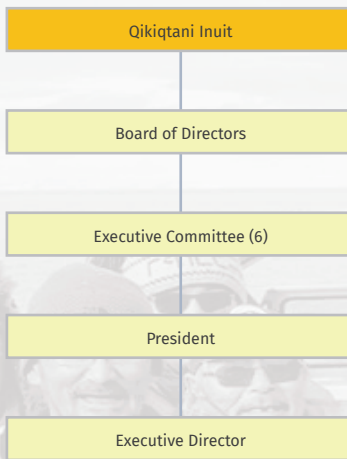 Qikiqtani Inuit
Board of Directors
Executive Committee (6)
President
Executive Director